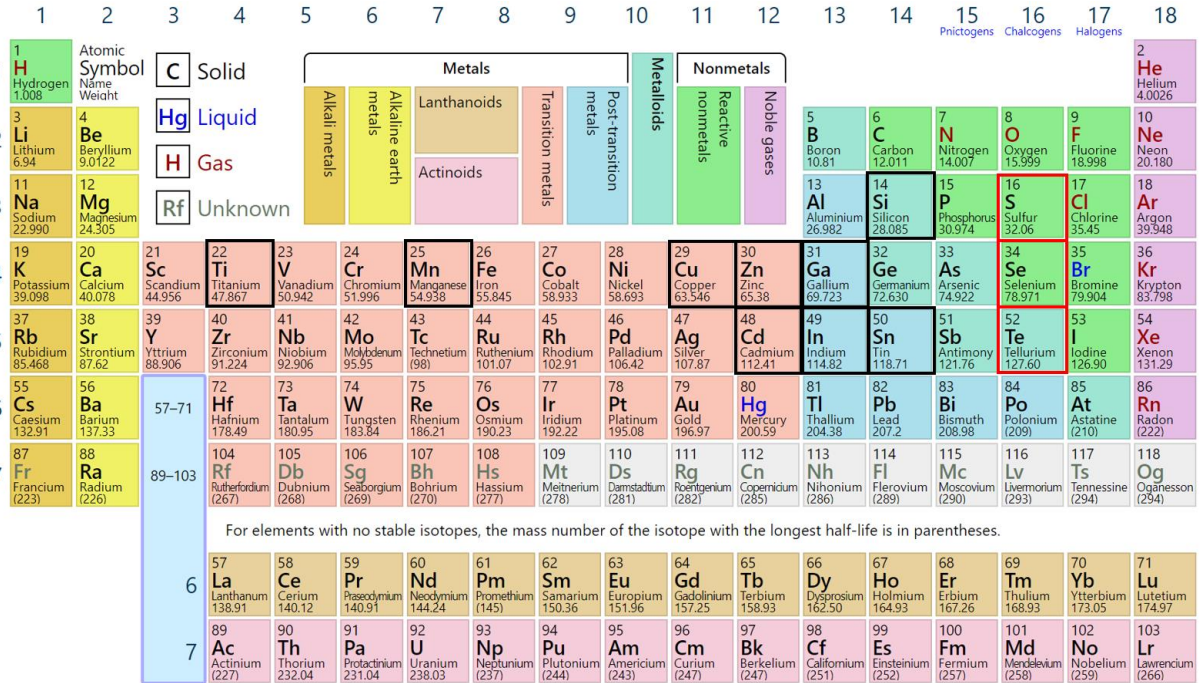 1 2 3 4 5 6 7 8 9 10 11 12 13 14 15 16 17 18
Pnictogens Chalcogens Halogens
1
H
Hydrogen
1.008
Atomic
Symbol
Name
Weight
C Solid
Hg Liquid
H Gas
Rf Unknown
Metals
Metalloids
Nonmetals
Alkali metals
Alkaline earth metals
Lanthanoids
Actinoids
Transition metals
Post-transition metals
Reactive nonmetals
Noble gases
2
He
Helium
4.0026
3
Li
Lithium
6.94
4
Be
Beryllium
9.0122
5
B
Boron
10.81
6
C
Carbon
12.011
7
N
Nitrogen
14.007
8
O
Oxygen
15.999
9
F
Fluorine
18.998
10
Ne
Neon
20.180
11
Na
Sodium
22.990
12
Mg
Magnesium
24.305
13
Al
Aluminium
26.982
14
Si
Silicon
28.085
15
P
Phosphorus
30.974
16
S
Sulfur
32.06
17
Cl
Chlorine
35.45
18
Ar
Argon
39.948
19
K
Potassium
39.098
20
Ca
Calcium
40.078
21
Sc
Scandium
44.956
22
Ti
Titanium
47.867
23
V
Vanadium
50.942
24
Cr
Chromium
51.996
25
Mn
Manganese
54.938
26
Fe
Iron
55.845
27
Co
Cobalt
58.933
28
Ni
Nickel
58.693
29
Cu
Copper
63.546
30
Zn
Zinc
65.38
31
Ga
Gallium
69.723
32
Ge
Germanium
72.630
33
As
Arsenic
74.922
34
Se
Selenium
78.971
35
Br
Bromine
79.904
36
Kr
Krypton
83.798
37
Rb
Rubidium
85.468
38
Sr
Strontium
87.62
39
Y
Yttrium
88.906
40
Zr
Zirconium
91.224
41
Nb
Niobium
92.906
42
Mo
Molybdenum
95.95
43
Tc
Technetium
(98)
44
Ru
Ruthenium
101.07
45
Rh
Rhodium
102.91
46
Pd
Palladium
106.42
47
Ag
Silver
107.87
48
Cd
Cadmium
112.41
49
In
Indium
114.82
50
Sn
Tin
118.71
51
Sb
Antimony
121.76
52
Te
Tellurium
127.60
53
I
Iodine
126.90
54
Xe
Xenon
131.29
55
Cs
Caesium
132.91
56
Ba
Barium
137.33
57–71
72
Hf
Hafnium
178.49
73
Ta
Tantalum
180.95
74
W
Tungsten
183.84
75
Re
Rhenium
186.21
76
Os
Osmium
190.23
77
Ir
Iridium
192.22
78
Pt
Platinum
195.08
79
Au
Gold
196.97
80
Hg
Mercury
200.59
81
Tl
Thallium
204.38
82
Pb
Lead
207.2
83
Bi
Bismuth
208.98
84
Po
Polonium
(209)
85
At
Astatine
(210)
86
Rn
Radon
(222)
87
Fr
Francium
(223)
88
Ra
Radium
(226)
89–103
104
Rf
Rutherfordium
(267)
105
Db
Dubnium
(268)
106
Sg
Seaborgium
(269)
107
Bh
Bohrium
(270)
108
Hs
Hassium
(277)
109
Mt
Meitnerium
(278)
110
Ds
Darmstadtium
(281)
111
Rg
Roentgenium
(282)
112
Cn
Copernicium
(285)
113
Nh
Nihonium
(286)
114
Fl
Flerovium
(289)
115
Mc
Moscovium
(290)
116
Lv
Livermorium
(293)
117
Ts
Tennessine
(294)
118
Og
Oganesson
(294)
For elements with no stable isotopes, the mass number of the isotope with the longest half-life is in parentheses.
6
57
La
Lanthanum
138.91
58
Ce
Cerium
140.12
59
Pr
Praseodymium
140.91
60
Nd
Neodymium
144.24
61
Pm
Promethium
(145)
62
Sm
Samarium
150.36
63
Eu
Europium
151.96
64
Gd
Gadolinium
157.25
65
Tb
Terbium
158.93
66
Dy
Dysprosium
162.50
67
Ho
Holmium
164.93
68
Er
Erbium
167.26
69
Tm
Thulium
168.93
70
Yb
Ytterbium
173.05
71
Lu
Lutetium
174.97
7
89
Ac
Actinium
(227)
90
Th
Thorium
232.04
91
Pa
Protactinium
231.04
92
U
Uranium
238.03
93
Np
Neptunium
(237)
94
Pu
Plutonium
(244)
95
Am
Americium
(243)
96
Cm
Curium
(247)
97
Bk
Berkelium
(247)
98
Cf
Californium
(251)
99
Es
Einsteinium
(252)
100
Fm
Fermium
(257)
101
Md
Mendelevium
(258)
102
No
Nobelium
(259)
103
Lr
Lawrencium
(266)